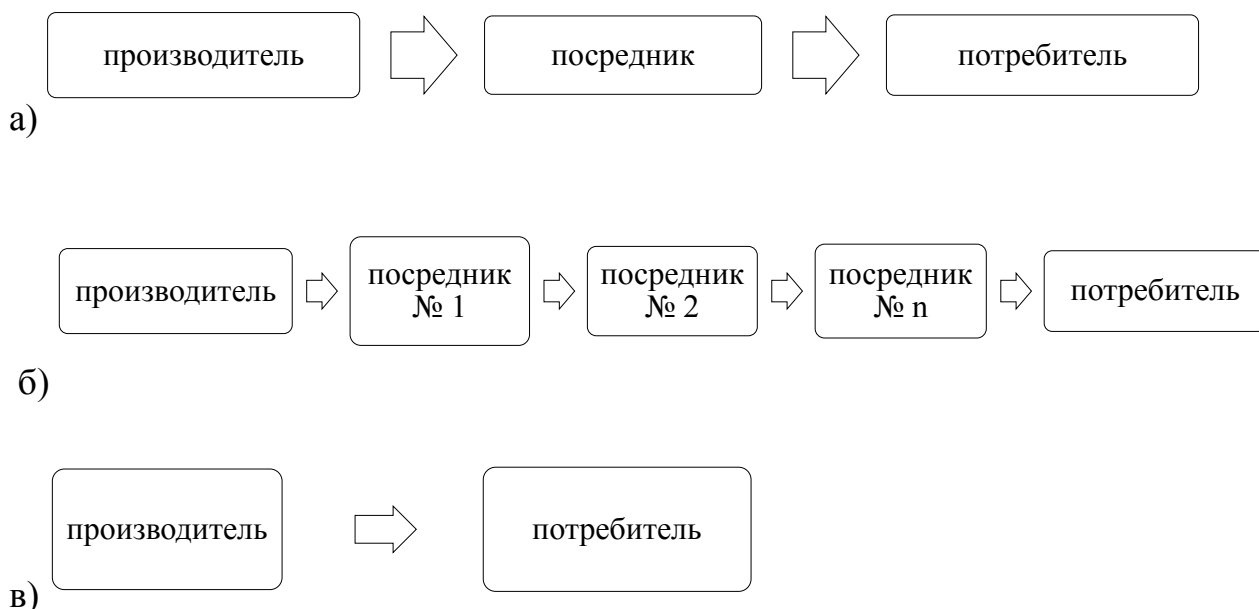 производитель посредник потребитель
а)
производитель посредник № 1 посредник № 2 посредник № n потребитель
б)
производитель потребитель
в)